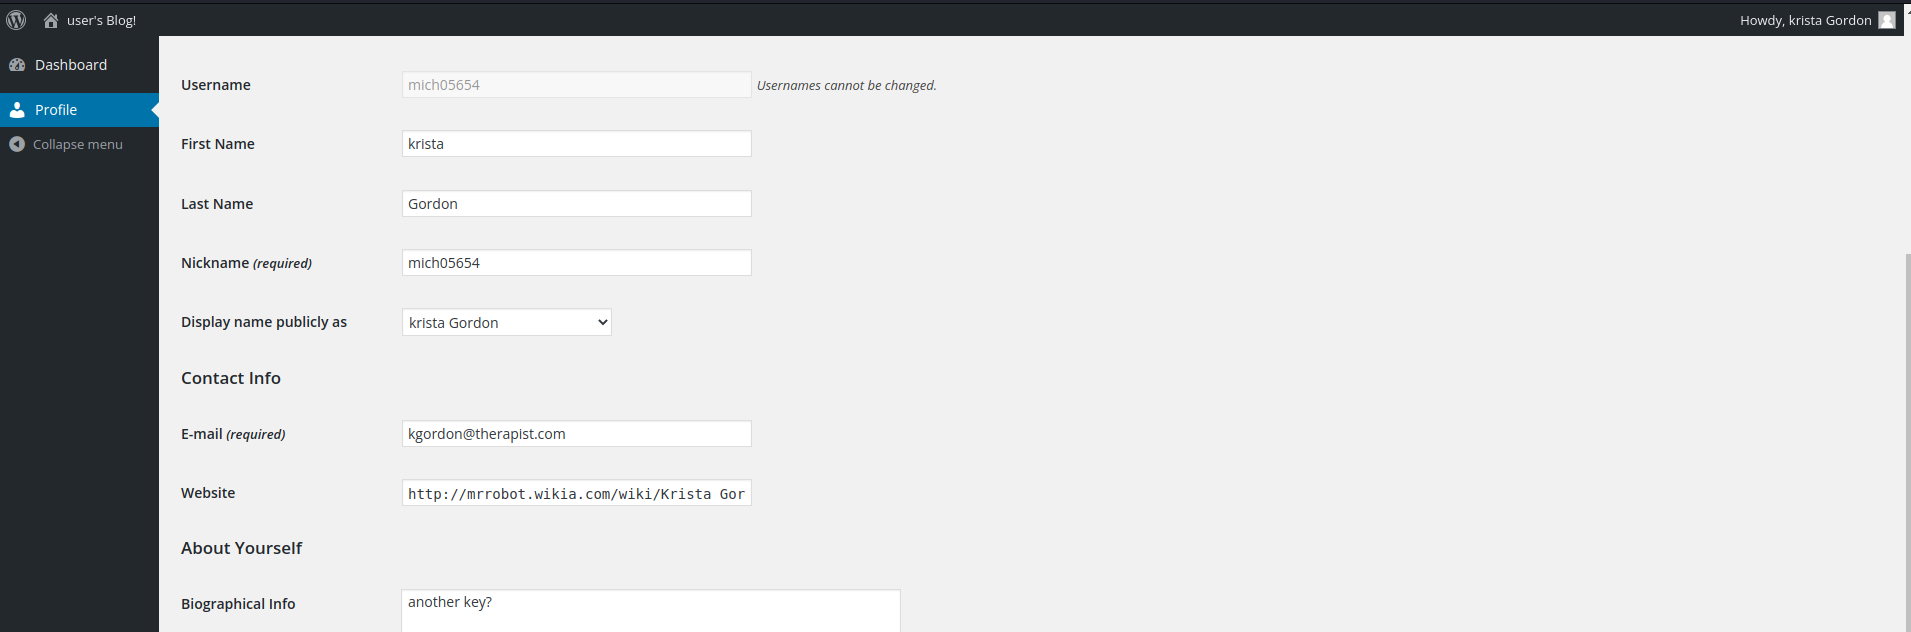 user's Blog!
Howdy, krista Gordon
Dashboard
Profile
Collapse menu
Username mich05654 Usernames cannot be changed.
First Name krista
Last Name Gordon
Nickname (required) mich05654
Display name publicly as krista Gordon
Contact Info
E-mail (required) kgordon@therapist.com
Website http://mrrobot.wikia.com/wiki/Krista_Gor
About Yourself
Biographical Info another key?